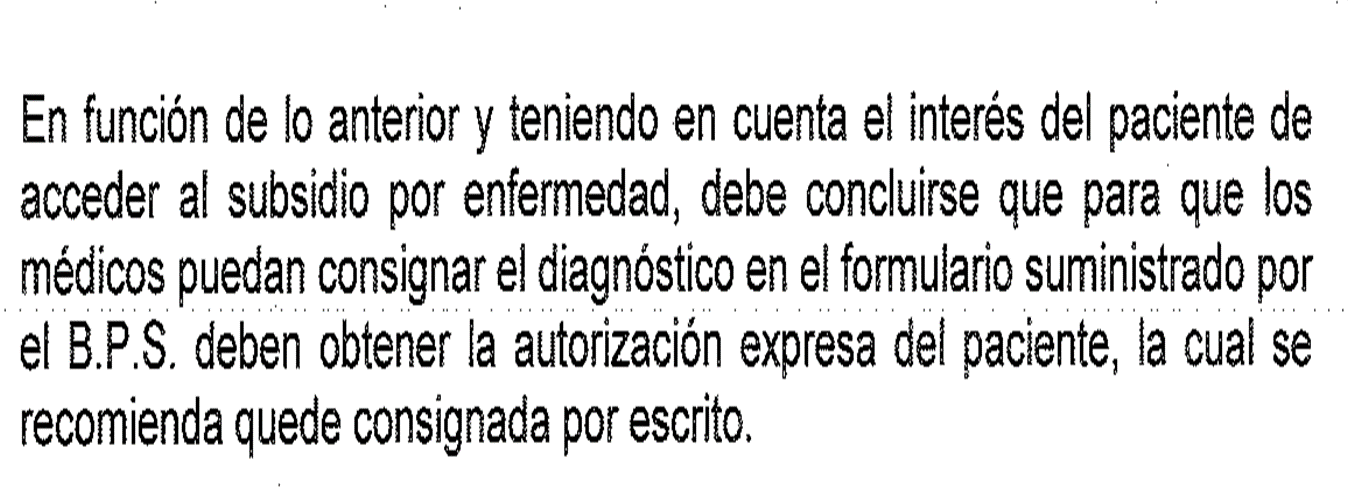 En función de lo anterior y teniendo en cuenta el interés del paciente de
acceder al subsidio por enfermedad, debe concluirse que para que los
médicos puedan consignar el diagnóstico en el formulario suministrado por
el B.P.S. deben obtener la autorización expresa del paciente, la cual se
recomienda quede consignada por escrito.